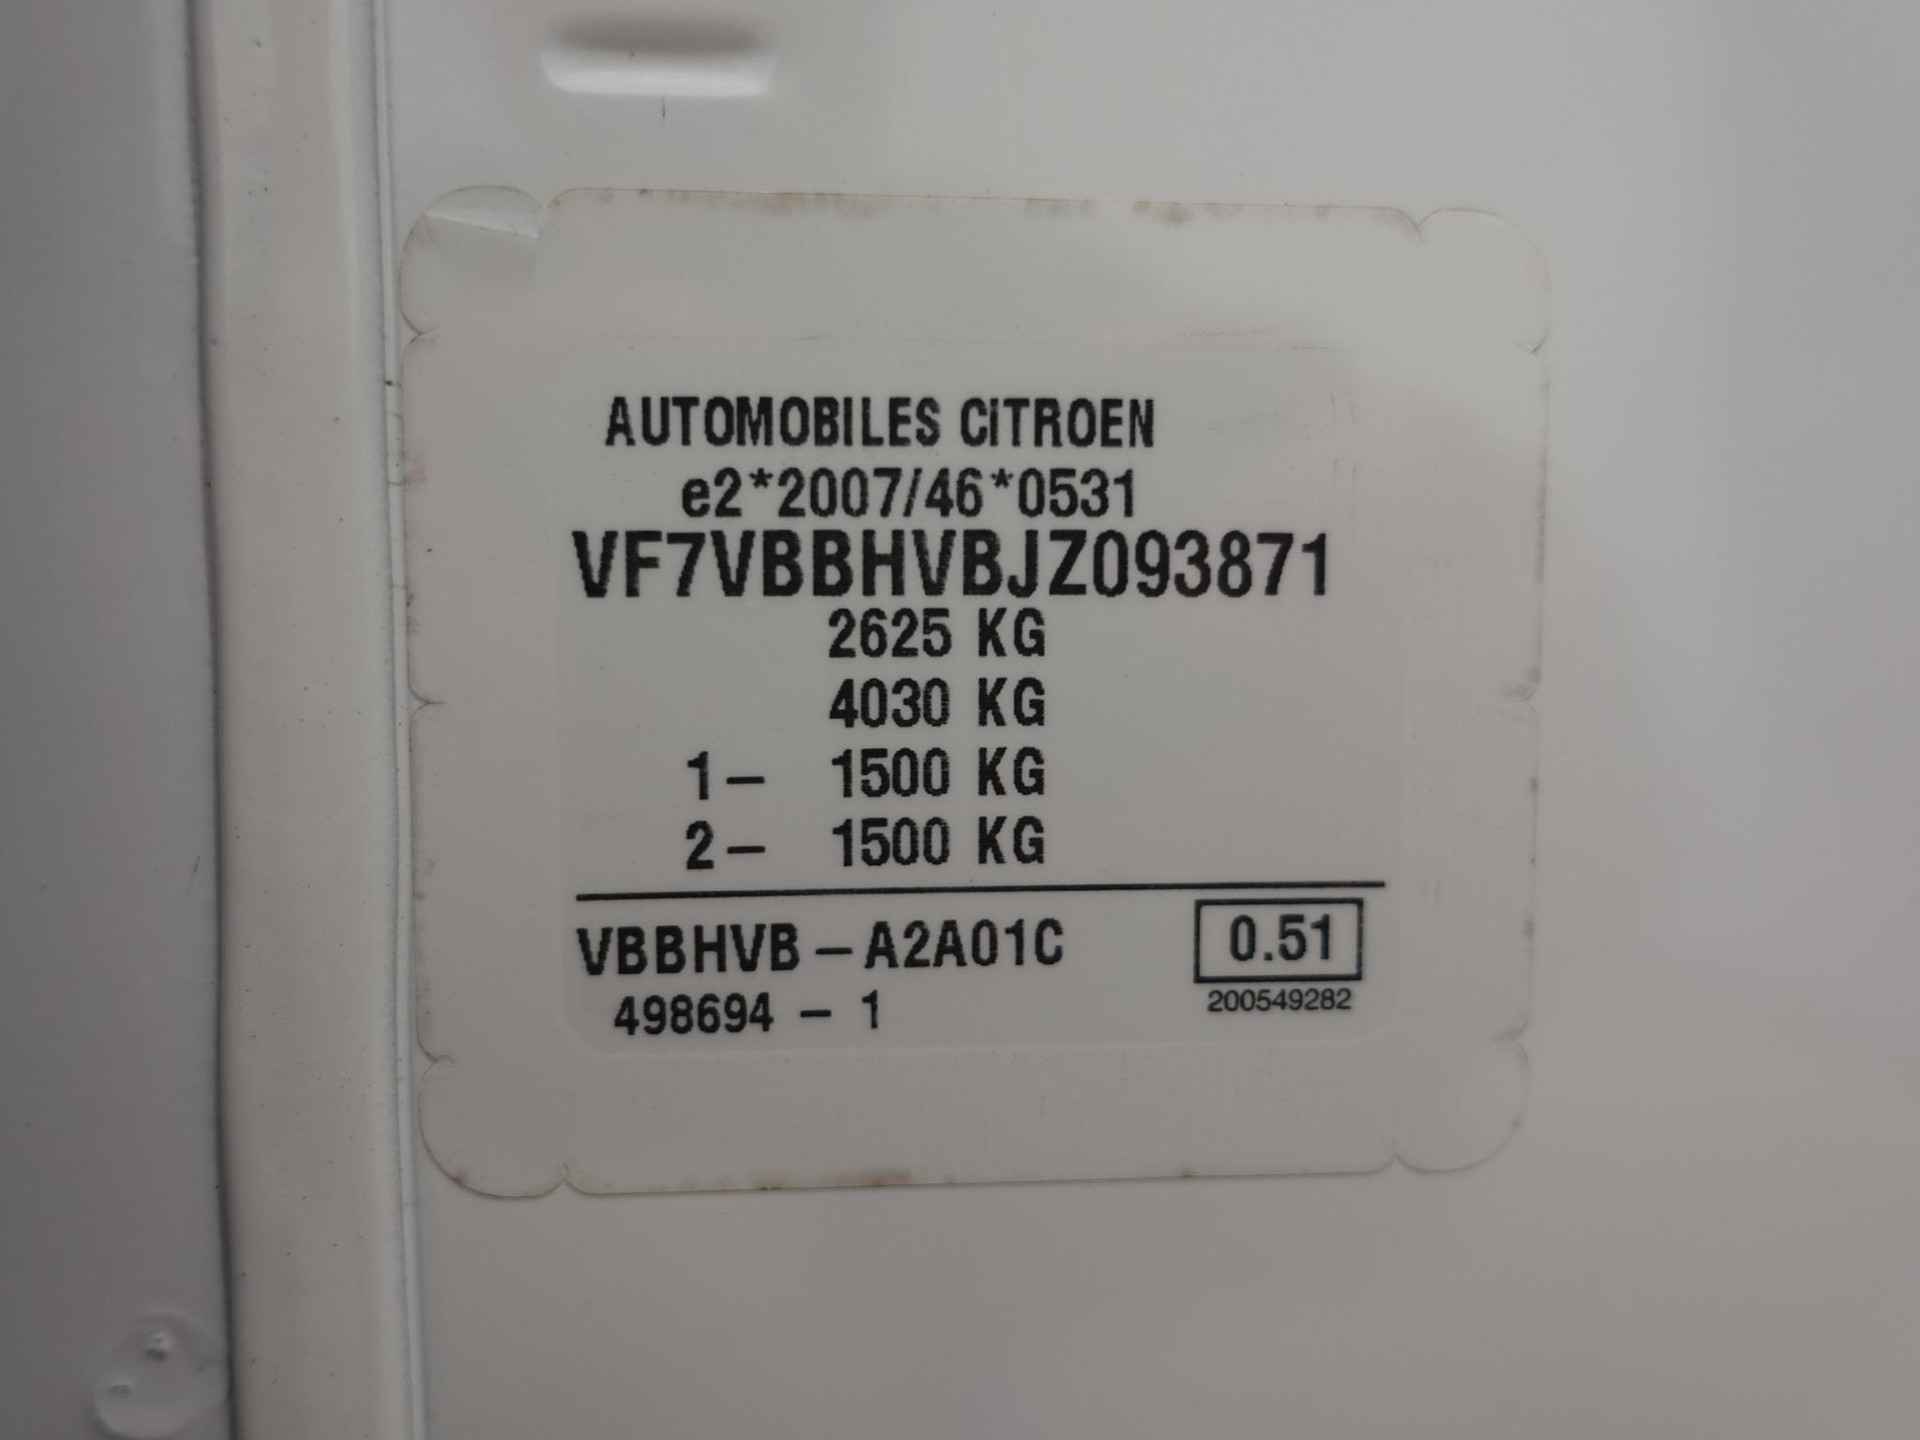 AUTOMOBILES CiTROEN
e2*2007/46*0531
VF7VBBHVBJZ093871
2625 KG
4030 KG
1– 1500 KG
2– 1500 KG
VBBHVB – A2A01C
0.51
498694 – 1
200549282